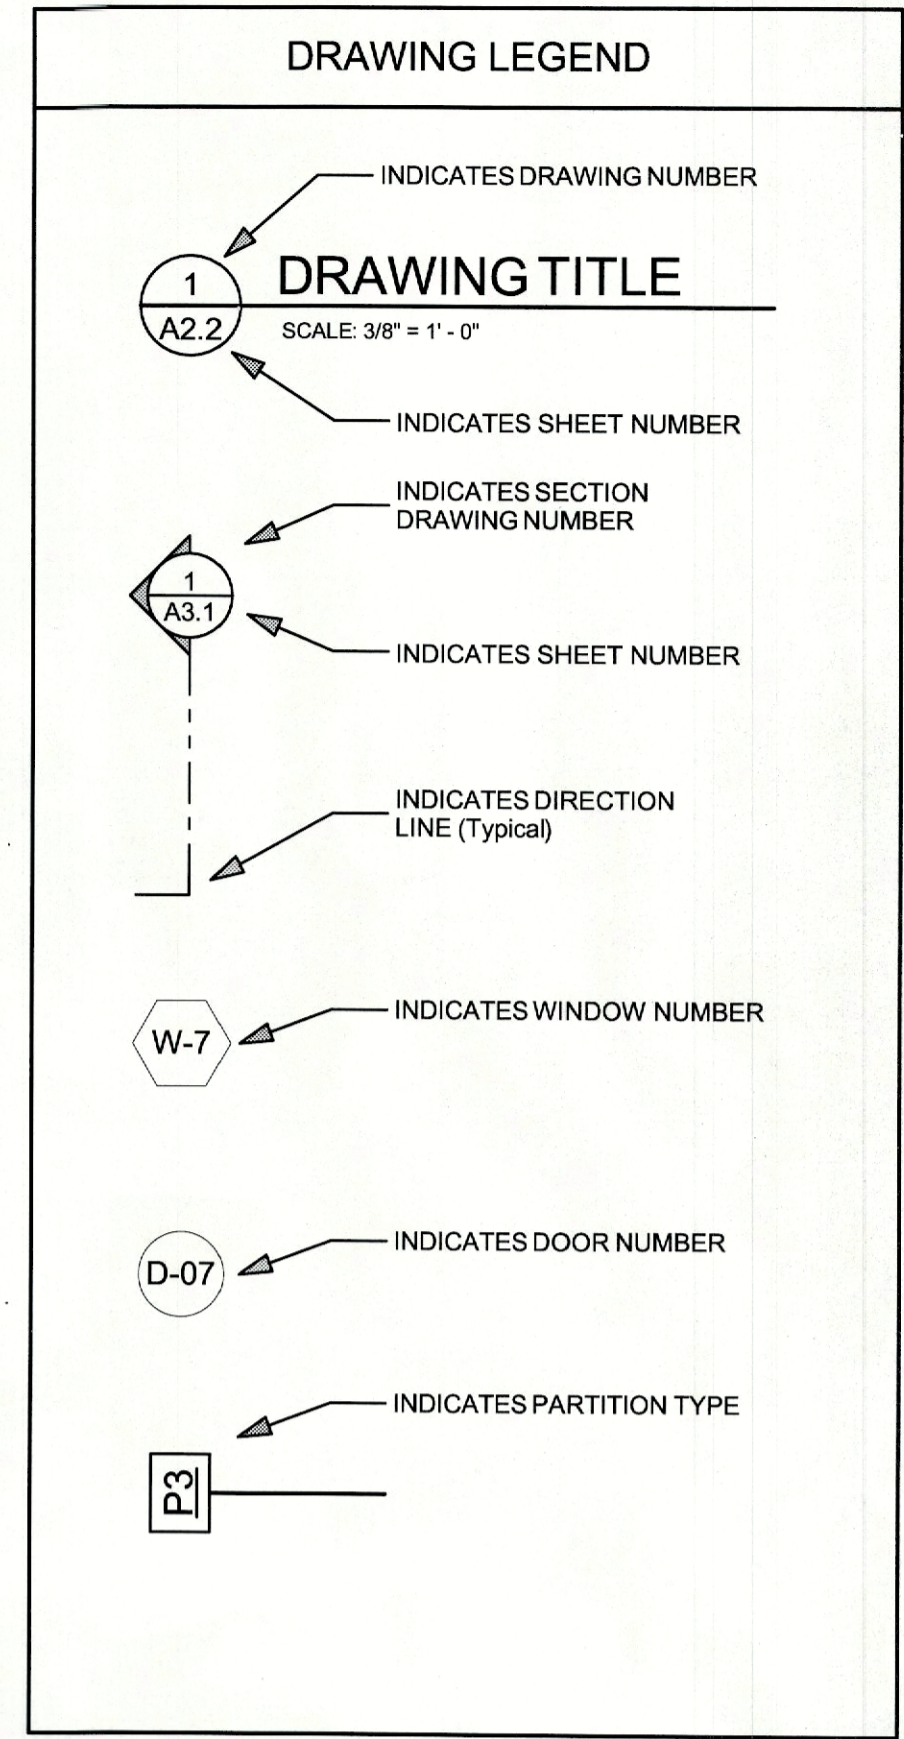 DRAWING LEGEND
INDICATES DRAWING NUMBER
1
DRAWING TITLE
A2.2
SCALE: 3/8" = 1' - 0"
INDICATES SHEET NUMBER
INDICATES SECTION
DRAWING NUMBER
1
A3.1
INDICATES SHEET NUMBER
INDICATES DIRECTION
LINE (Typical)
INDICATES WINDOW NUMBER
W-7
INDICATES DOOR NUMBER
D-07
INDICATES PARTITION TYPE
P3